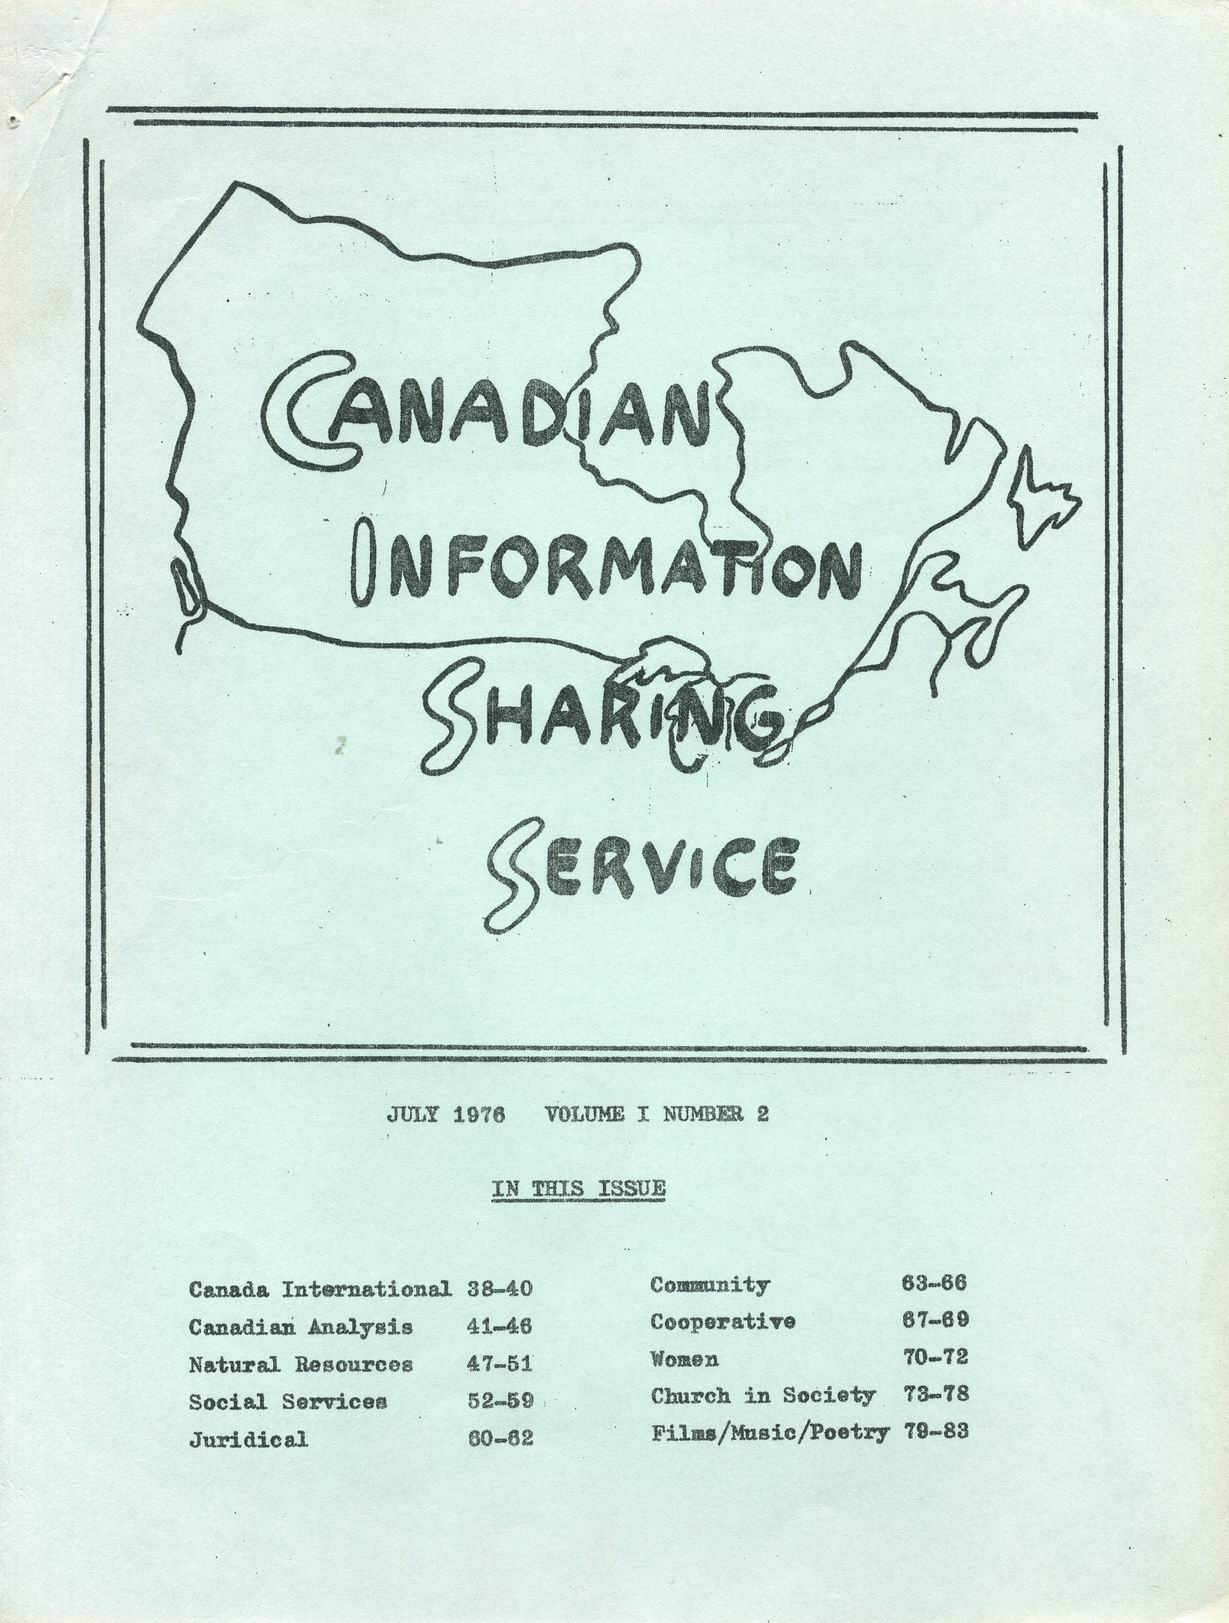 CANADIAN
INFORMATION
SHARING
SERVICE
JULY 1976 VOLUME I NUMBER 2
IN THIS ISSUE
Canada International 38-40
Canadian Analysis 41-46
Natural Resources 47-51
Social Services 52-59
Juridical 60-62
Community 63-66
Cooperative 67-69
Women 70-72
Church in Society 73-78
Films/Music/Poetry 79-83